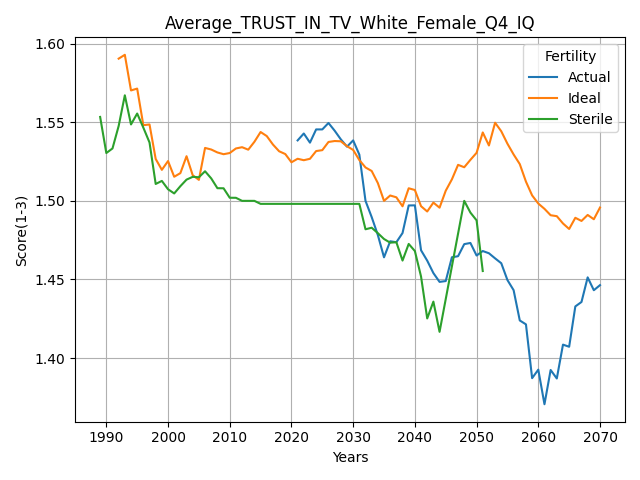 Average_TRUST_IN_TV_White_Female_Q4_IQ
Score(1-3)
1.60
1.55
1.50
1.45
1.40
Fertility
Actual
Ideal
Sterile
1990 2000 2010 2020 2030 2040 2050 2060 2070
Years